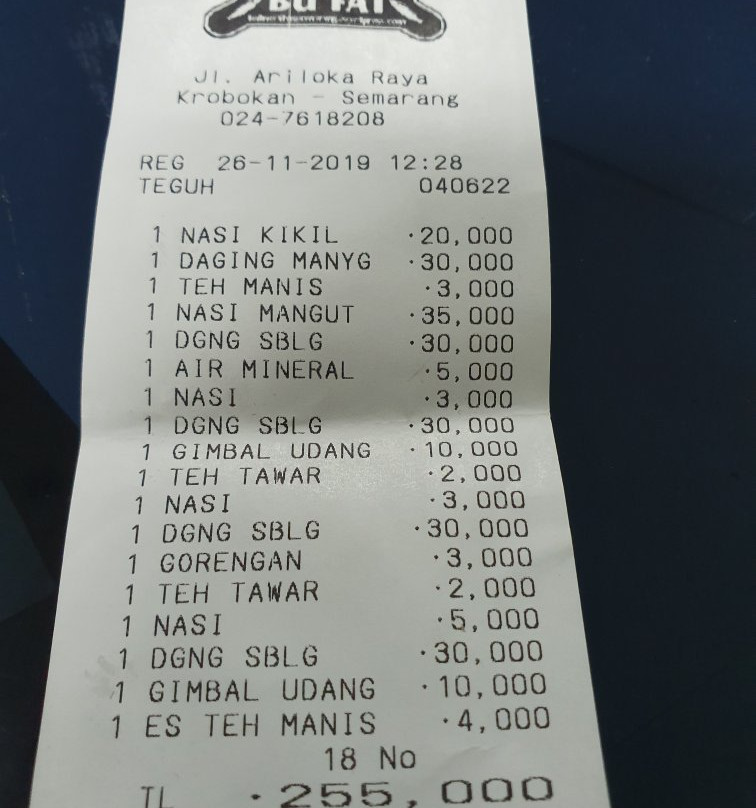 BU FAT
Jl. Ariloka Raya
Krobokan - Semarang
024-7618208
REG 26-11-2019 12:28
TEGUH 040622
1 NASI KIKIL ·20,000
1 DAGING MANYG ·30,000
1 TEH MANIS ·3,000
1 NASI MANGUT ·35,000
1 DGNG SBLG ·30,000
1 AIR MINERAL ·5,000
1 NASI ·3,000
1 DGNG SBLG ·30,000
1 GIMBAL UDANG ·10,000
1 TEH TAWAR ·2,000
1 NASI ·3,000
1 DGNG SBLG ·30,000
1 GORENGAN ·3,000
1 TEH TAWAR ·2,000
1 NASI ·5,000
1 DGNG SBLG ·30,000
1 GIMBAL UDANG ·10,000
1 ES TEH MANIS ·4,000
18 No
TL ·255,000